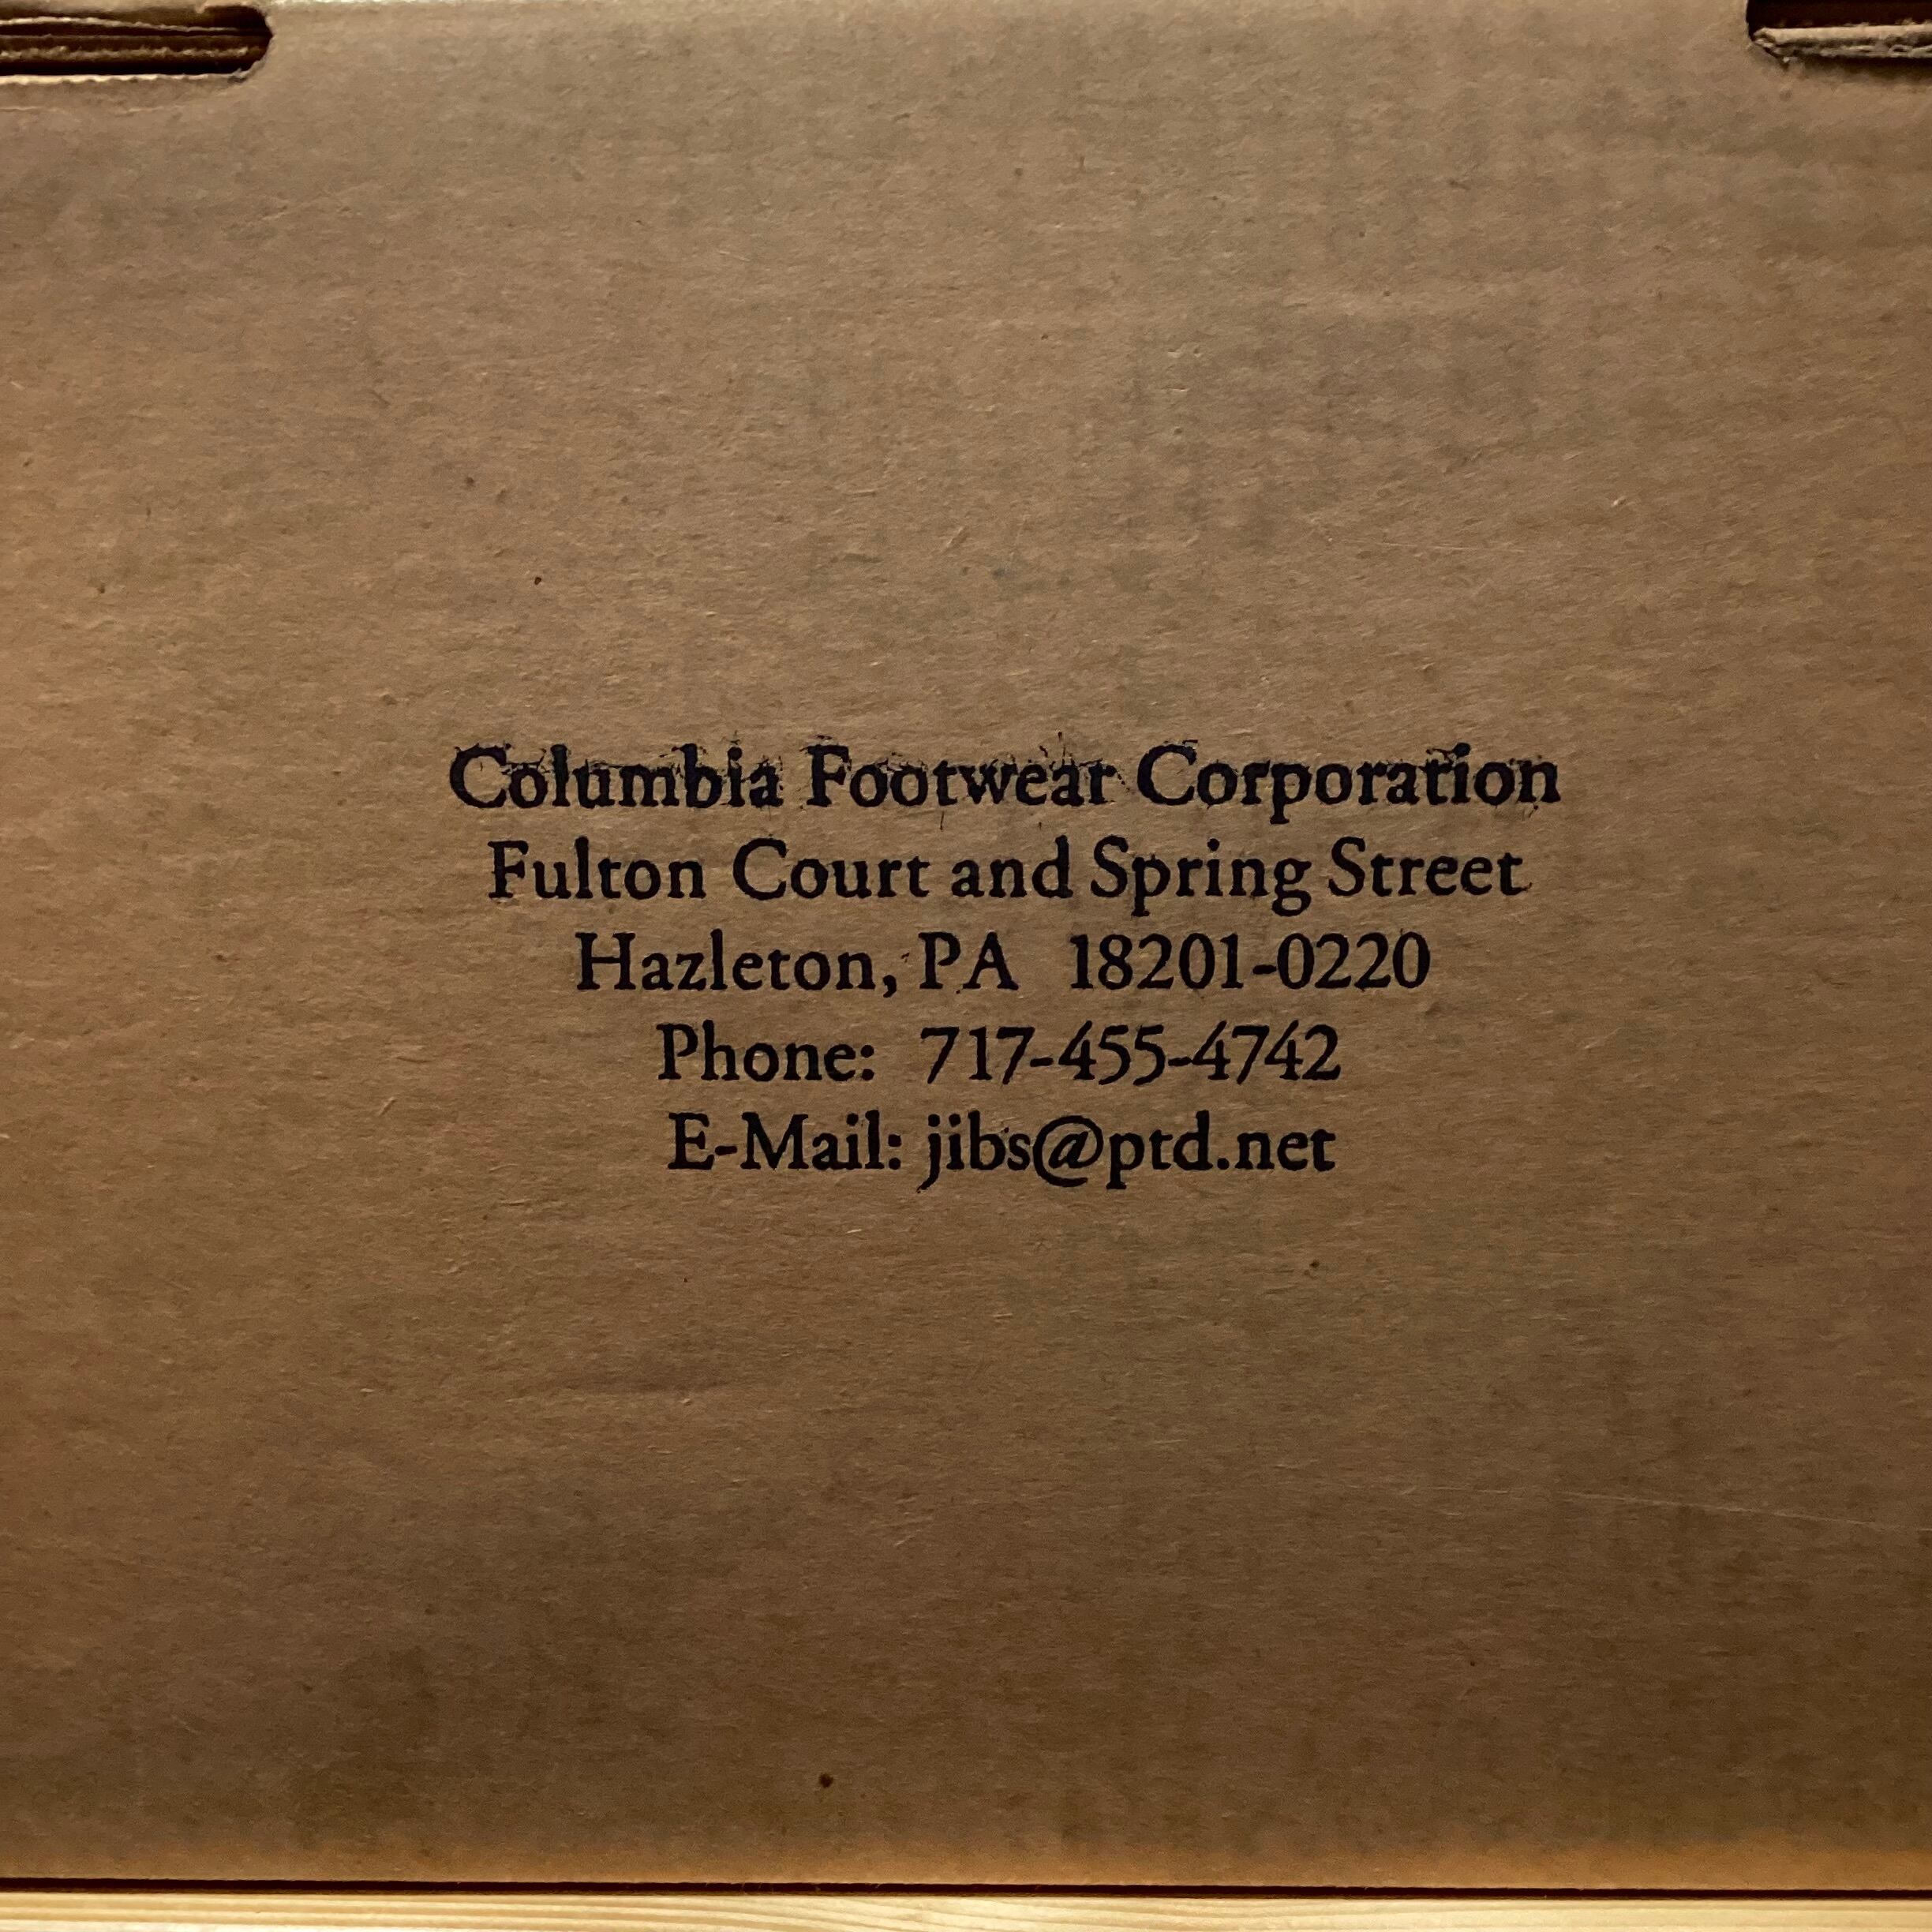 Columbia Footwear Corporation
Fulton Court and Spring Street
Hazleton, PA 18201-0220
Phone: 717-455-4742
E-Mail: jibs@ptd.net